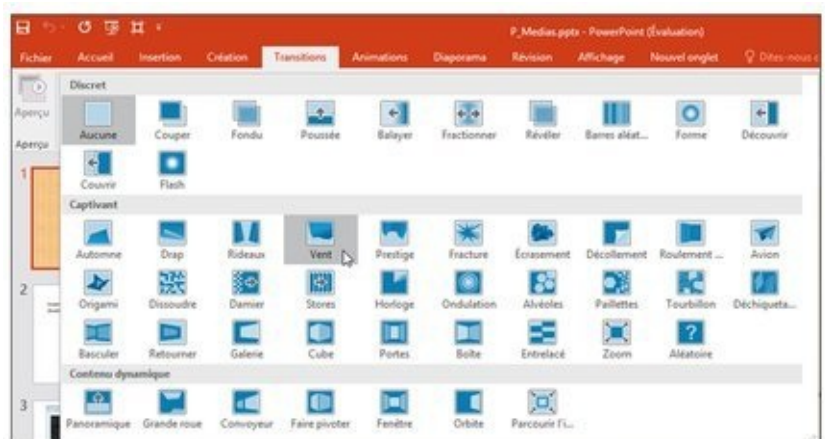 P_Medias.pptx - PowerPoint (Évaluation)
Fichier Accueil Insertion Création Transitions Animations Diaporama Révision Affichage Nouvel onglet Dites-nous
Aperçu
Aperçu
Discret
Aucune Couper Fondu Poussée Balayer Fractionner Révéler Barres aléat... Forme Découvrir
Couvrir Flash
Captivant
Automne Drap Rideaux Vent Prestige Fracture Écrasement Décollement Roulement ... Avion
Origami Dissoudre Damier Stores Horloge Ondulation Alvéoles Paillettes Tourbillon Déchiqueta...
Basculer Retourner Galerie Cube Portes Boîte Entrelacé Zoom Aléatoire
Contenu dynamique
Panoramique Grande roue Convoyeur Faire pivoter Fenêtre Orbite Parcourir l'i...
1
2
3